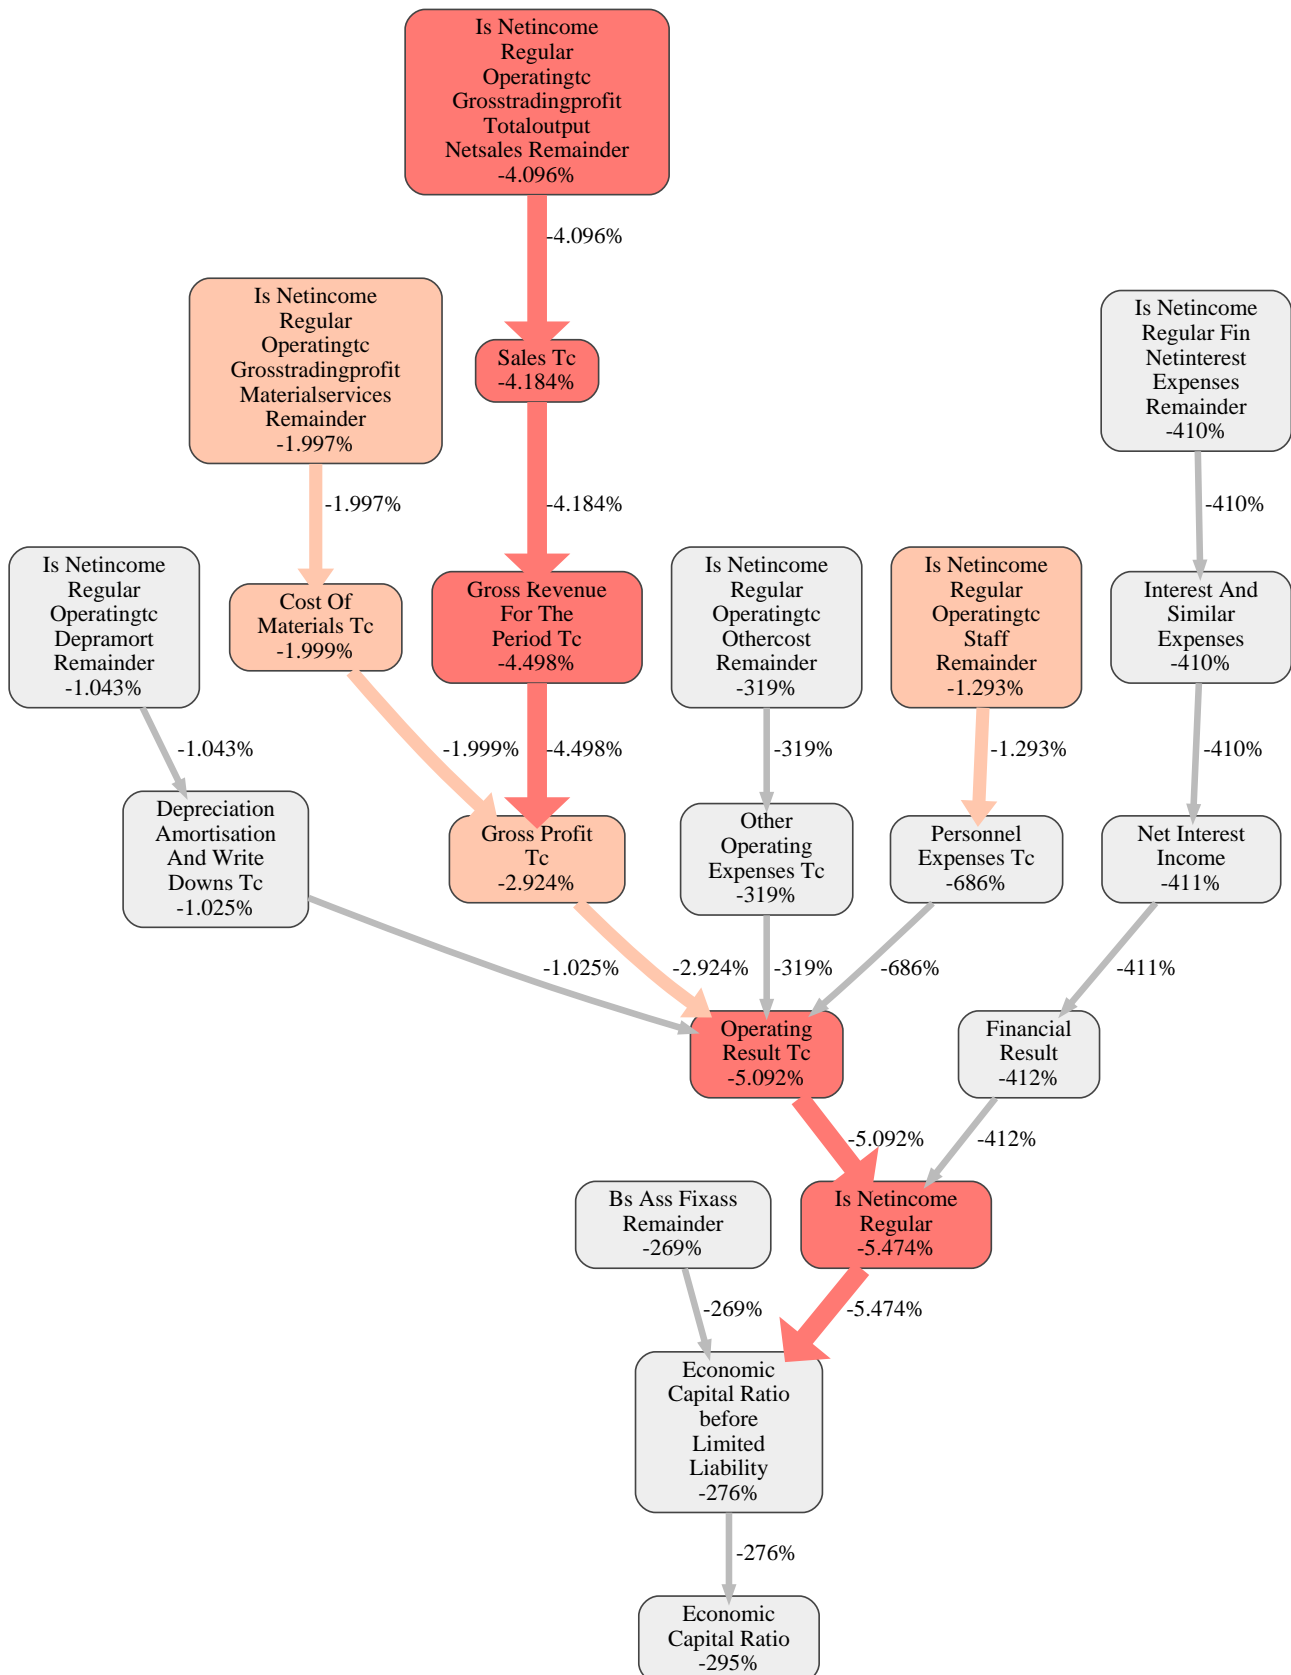 Is Netincome
Regular
Operatingtc
Grosstradingprofit
Totaloutput
Netsales Remainder
-4.096%
-4.096%
Is Netincome
Regular
Operatingtc
Grosstradingprofit
Materialservices
Remainder
-1.997%
Is Netincome
Regular Fin
Netinterest
Expenses
Remainder
-410%
Sales Tc
-4.184%
-1.997%
-4.184%
-410%
Is Netincome
Regular
Operatingtc
Depramort
Remainder
-1.043%
Cost Of
Materials Tc
-1.999%
Gross Revenue
For The
Period Tc
-4.498%
Is Netincome
Regular
Operatingtc
Othercost
Remainder
-319%
Is Netincome
Regular
Operatingtc
Staff
Remainder
-1.293%
Interest And
Similar
Expenses
-410%
-1.043%
-1.999%
-4.498%
-319%
-1.293%
-410%
Depreciation
Amortisation
And Write
Downs Tc
-1.025%
Gross Profit
Tc
-2.924%
Other
Operating
Expenses Tc
-319%
Personnel
Expenses Tc
-686%
Net Interest
Income
-411%
-1.025%
-2.924%
-319%
-686%
-411%
Operating
Result Tc
-5.092%
Financial
Result
-412%
-5.092%
-412%
Bs Ass Fixass
Remainder
-269%
Is Netincome
Regular
-5.474%
-269%
-5.474%
Economic
Capital Ratio
before
Limited
Liability
-276%
-276%
Economic
Capital Ratio
-295%